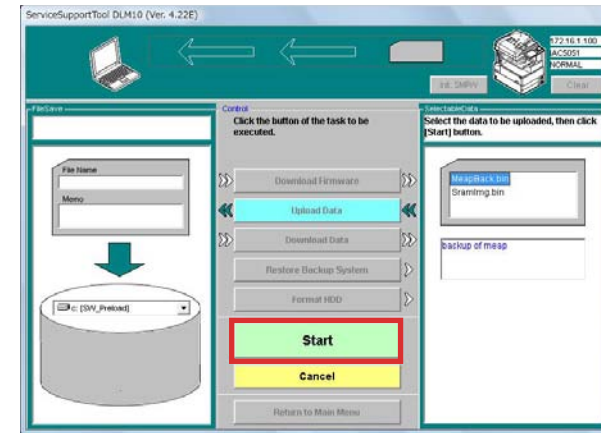 ServiceSupportTool DLM10 (Ver. 4.22E)
172.16.1.100
iAC5051
NORMAL
Clear
FileSave
File Name
Memo
c: [SW_Preload]
Control
Click the button of the task to be
executed.
Download Firmware
Upload Data
Download Data
Restore Backup System
Format HDD
Start
Cancel
Return to Main Menu
SelectableData
Select the data to be uploaded, then click
[Start] button.
MeapBack.bin
SramImg.bin
backup of meap